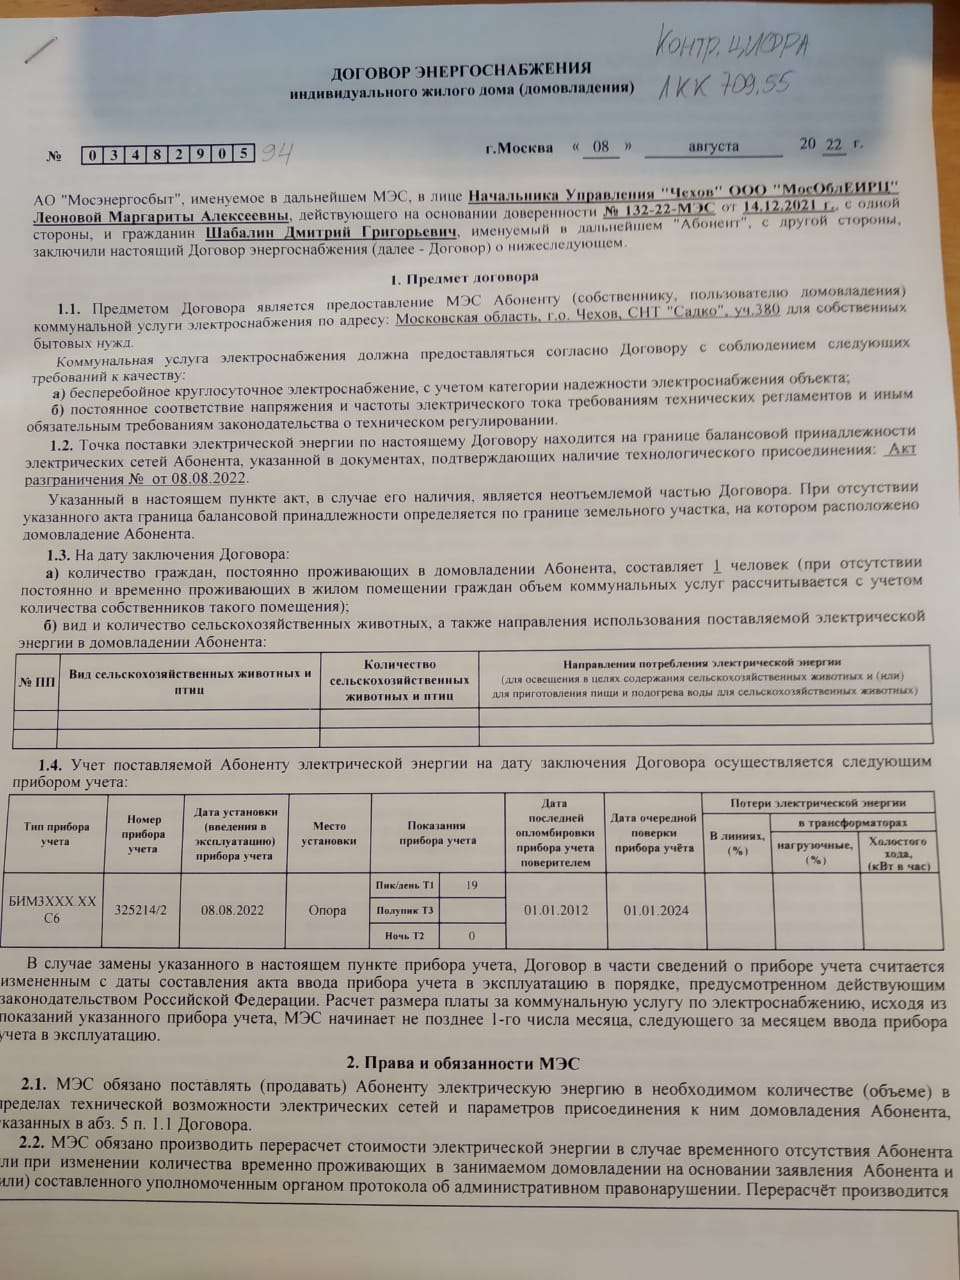 Контр. ЦИФРА
ЛКК 709,55
ДОГОВОР ЭНЕРГОСНАБЖЕНИЯ
индивидуального жилого дома (домовладения)
№ 03482905 94 г.Москва « 08 » августа 20 22 г.
АО "Мосэнергосбыт", именуемое в дальнейшем МЭС, в лице Начальника Управления "Чехов" ООО "МосОблЕИРЦ"
Леоновой Маргариты Алексеевны, действующего на основании доверенности № 132-22-МЭС от 14.12.2021 г., с одной
стороны, и гражданин Шабалин Дмитрий Григорьевич, именуемый в дальнейшем "Абонент", с другой стороны,
заключили настоящий Договор энергоснабжения (далее - Договор) о нижеследующем.
1. Предмет договора
1.1. Предметом Договора является предоставление МЭС Абоненту (собственнику, пользователю домовладения)
коммунальной услуги электроснабжения по адресу: Московская область, г.о. Чехов, СНТ "Садко", уч.380 для собственных
бытовых нужд.
Коммунальная услуга электроснабжения должна предоставляться согласно Договору с соблюдением следующих
требований к качеству:
а) бесперебойное круглосуточное электроснабжение, с учетом категории надежности электроснабжения объекта;
б) постоянное соответствие напряжения и частоты электрического тока требованиям технических регламентов и иным
обязательным требованиям законодательства о техническом регулировании.
1.2. Точка поставки электрической энергии по настоящему Договору находится на границе балансовой принадлежности
электрических сетей Абонента, указанной в документах, подтверждающих наличие технологического присоединения: Акт
разграничения № от 08.08.2022.
Указанный в настоящем пункте акт, в случае его наличия, является неотъемлемой частью Договора. При отсутствии
указанного акта граница балансовой принадлежности определяется по границе земельного участка, на котором расположено
домовладение Абонента.
1.3. На дату заключения Договора:
а) количество граждан, постоянно проживающих в домовладении Абонента, составляет 1 человек (при отсутствии
постоянно и временно проживающих в жилом помещении граждан объем коммунальных услуг рассчитывается с учетом
количества собственников такого помещения);
б) вид и количество сельскохозяйственных животных, а также направления использования поставляемой электрической
энергии в домовладении Абонента:
№ ПП
Вид сельскохозяйственных животных и
птиц
Количество
сельскохозяйственных
животных и птиц
Направления потребления электрической энергии
(для освещения в целях содержания сельскохозяйственных животных и (или)
для приготовления пищи и подогрева воды для сельскохозяйственных животных)
1.4. Учет поставляемой Абоненту электрической энергии на дату заключения Договора осуществляется следующим
прибором учета:
Тип прибора
учета
Номер
прибора
учета
Дата установки
(введения в
эксплуатацию)
прибора учета
Место
установки
Показания
прибора учета
Дата
последней
опломбировки
прибора учета
поверителем
Дата очередной
поверки
прибора учёта
Потери электрической энергии
В линиях,
(%)
в трансформаторах
нагрузочные,
(%)
Холостого
хода,
(кВт в час)
БИМ3ХХХ.ХХ
С6
325214/2
08.08.2022
Опора
Пик/день Т1 19
Полупик Т3
Ночь Т2 0
01.01.2012
01.01.2024
В случае замены указанного в настоящем пункте прибора учета, Договор в части сведений о приборе учета считается
измененным с даты составления акта ввода прибора учета в эксплуатацию в порядке, предусмотренном действующим
законодательством Российской Федерации. Расчет размера платы за коммунальную услугу по электроснабжению, исходя из
показаний указанного прибора учета, МЭС начинает не позднее 1-го числа месяца, следующего за месяцем ввода прибора
учета в эксплуатацию.
2. Права и обязанности МЭС
2.1. МЭС обязано поставлять (продавать) Абоненту электрическую энергию в необходимом количестве (объеме) в
пределах технической возможности электрических сетей и параметров присоединения к ним домовладения Абонента,
указанных в абз. 5 п. 1.1 Договора.
2.2. МЭС обязано производить перерасчет стоимости электрической энергии в случае временного отсутствия Абонента
ли при изменении количества временно проживающих в занимаемом домовладении на основании заявления Абонента и
или) составленного уполномоченным органом протокола об административном правонарушении. Перерасчёт производится